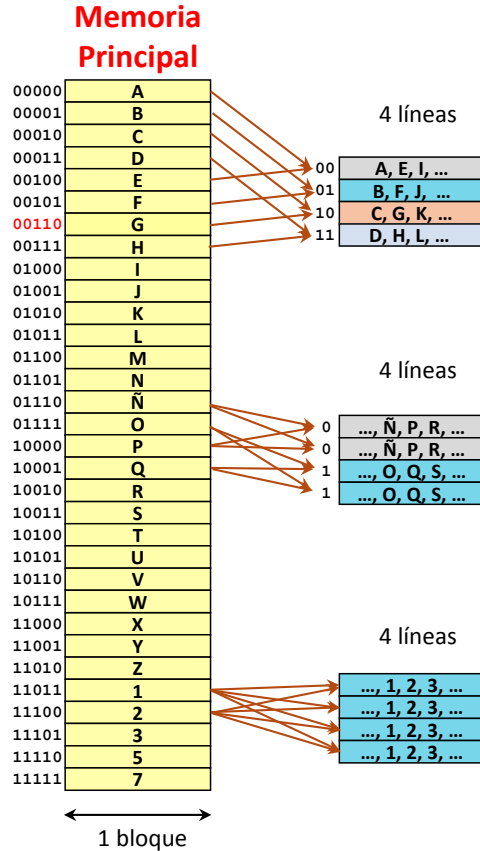 Memoria
Principal
00000 A
00001 B
00010 C
00011 D
00100 E
00101 F
00110 G
00111 H
01000 I
01001 J
01010 K
01011 L
01100 M
01101 N
01110 Ñ
01111 O
10000 P
10001 Q
10010 R
10011 S
10100 T
10101 U
10110 V
10111 W
11000 X
11001 Y
11010 Z
11011 1
11100 2
11101 3
11110 5
11111 7
1 bloque
4 líneas
00 A, E, I, ...
01 B, F, J, ...
10 C, G, K, ...
11 D, H, L, ...
4 líneas
0 ..., Ñ, P, R, ...
0 ..., Ñ, P, R, ...
1 ..., O, Q, S, ...
1 ..., O, Q, S, ...
4 líneas
..., 1, 2, 3, ...
..., 1, 2, 3, ...
..., 1, 2, 3, ...
..., 1, 2, 3, ...